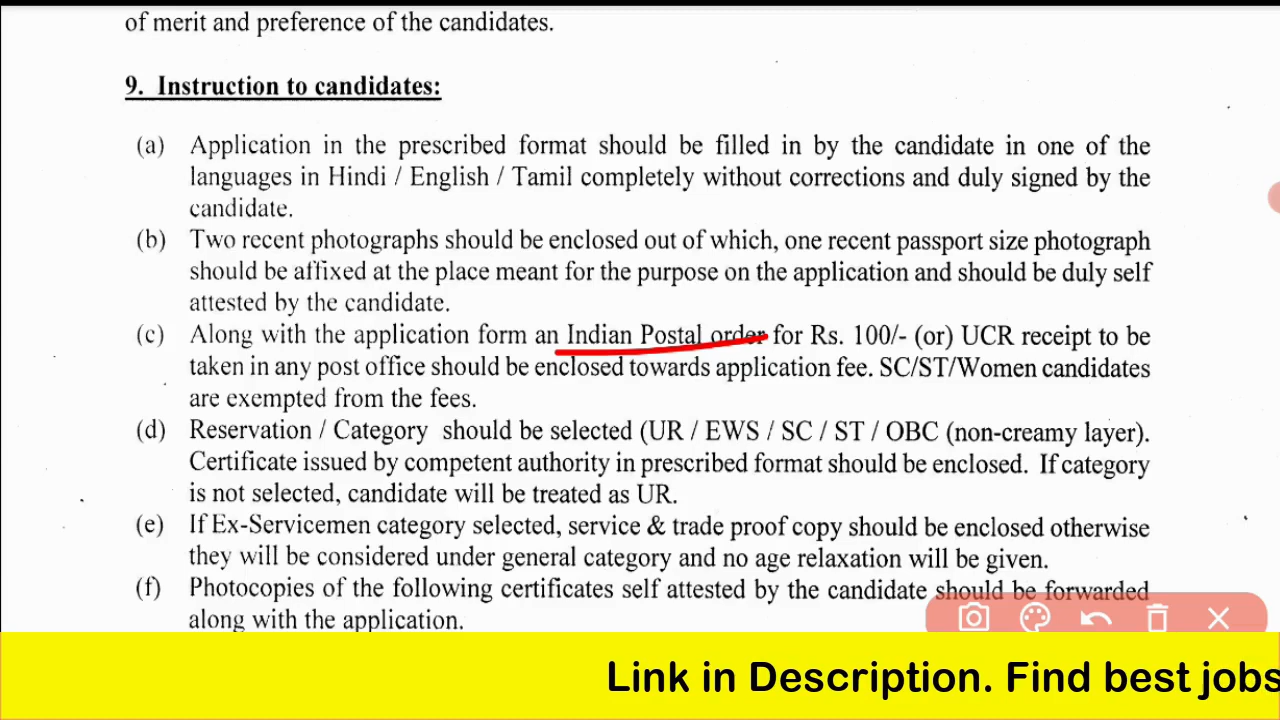 of merit and preference of the candidates.
9. Instruction to candidates:
(a) Application in the prescribed format should be filled in by the candidate in one of the
languages in Hindi / English / Tamil completely without corrections and duly signed by the
candidate.
(b) Two recent photographs should be enclosed out of which, one recent passport size photograph
should be affixed at the place meant for the purpose on the application and should be duly self
attested by the candidate.
(c) Along with the application form an Indian Postal order for Rs. 100/- (or) UCR receipt to be
taken in any post office should be enclosed towards application fee. SC/ST/Women candidates
are exempted from the fees.
(d) Reservation / Category should be selected (UR / EWS / SC / ST / OBC (non-creamy layer).
Certificate issued by competent authority in prescribed format should be enclosed. If category
is not selected, candidate will be treated as UR.
(e) If Ex-Servicemen category selected, service & trade proof copy should be enclosed otherwise
they will be considered under general category and no age relaxation will be given.
(f) Photocopies of the following certificates self attested by the candidate should be forwarded
along with the application.
Link in Description. Find best jobs